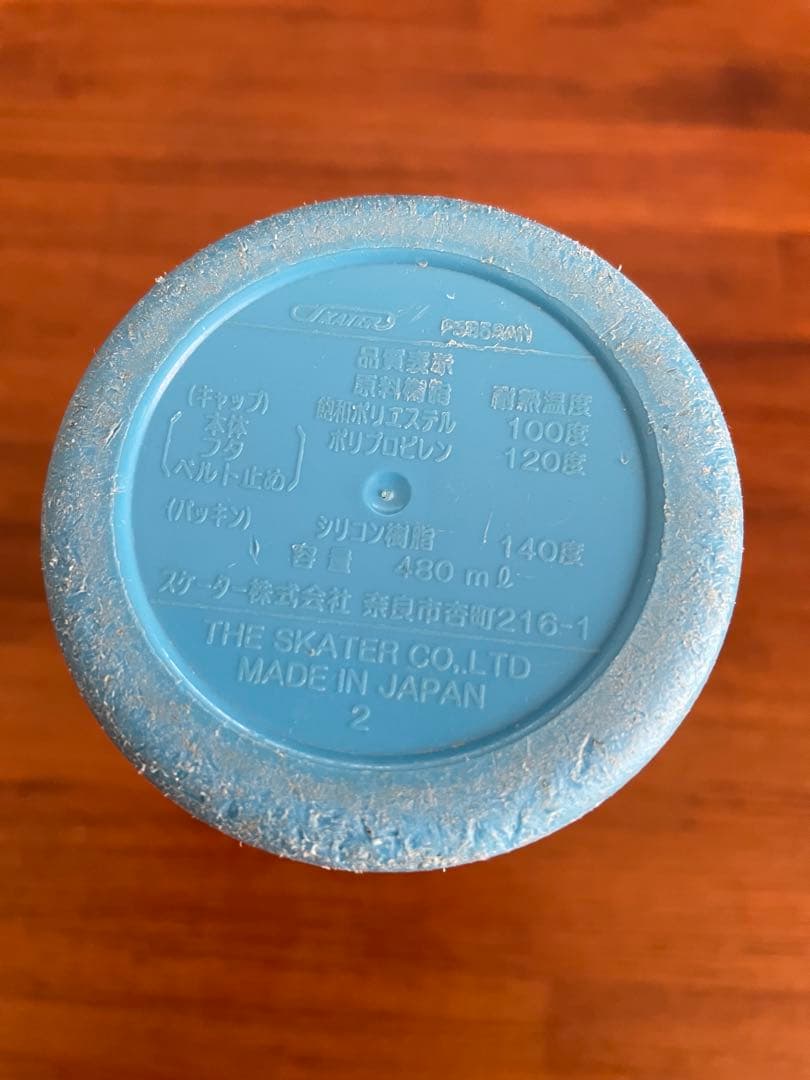 SKATER PSB5SAN
品質表示
原料樹脂 耐熱温度
(キャップ) 飽和ポリエステル 100度
本体
フタ ポリプロピレン 120度
ベルト止め
(パッキン) シリコン樹脂 140度
容量 480ml
スケーター株式会社 奈良市杏町216-1
THE SKATER CO.,LTD
MADE IN JAPAN
2